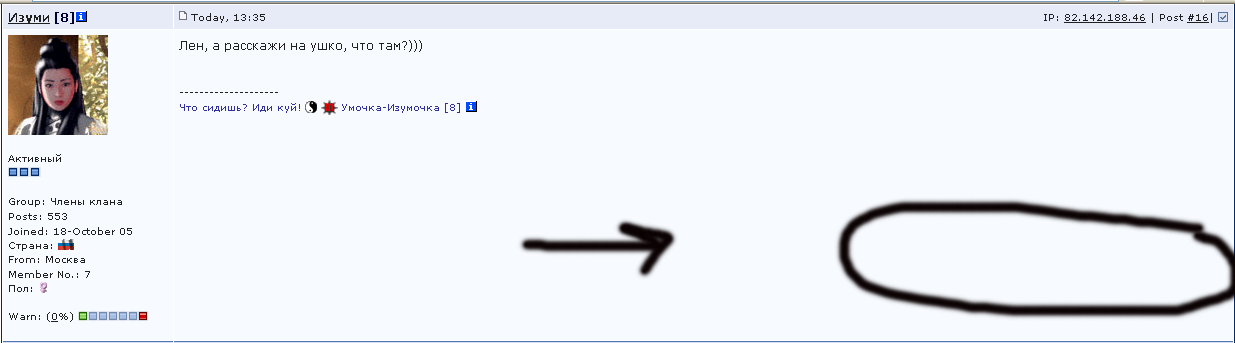 Изуми [8]
Today, 13:35
IP: 82.142.188.46 | Post #16|
Лен, а расскажи на ушко, что там?)))
--------------------
Что сидишь? Иди куй! Умочка-Изумочка [8]
Активный
Group: Члены клана
Posts: 553
Joined: 18-October 05
Страна:
From: Москва
Member No.: 7
Пол:
Warn: (0%)